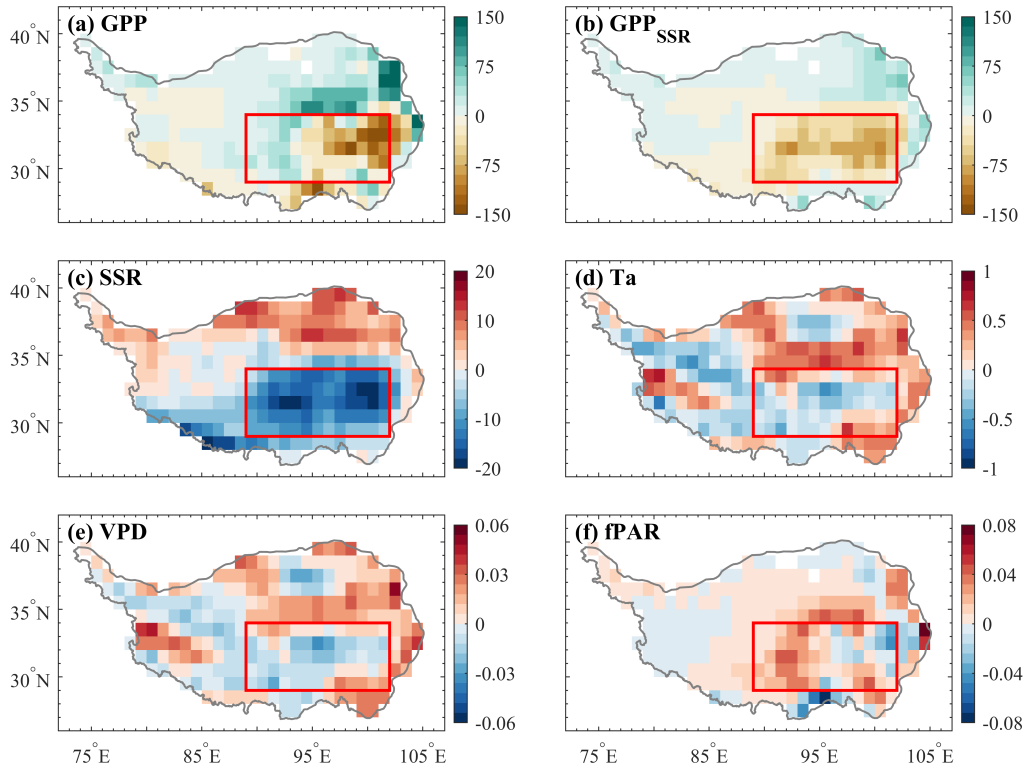 (a) GPP
40°N
35°N
30°N
150
75
0
-75
-150
(b) GPP_SSR
150
75
0
-75
-150
(c) SSR
40°N
35°N
30°N
20
10
0
-10
-20
(d) Ta
1
0.5
0
-0.5
-1
(e) VPD
40°N
35°N
30°N
75°E
85°E
95°E
105°E
0.06
0.03
0
-0.03
-0.06
(f) fPAR
75°E
85°E
95°E
105°E
0.08
0.04
0
-0.04
-0.08